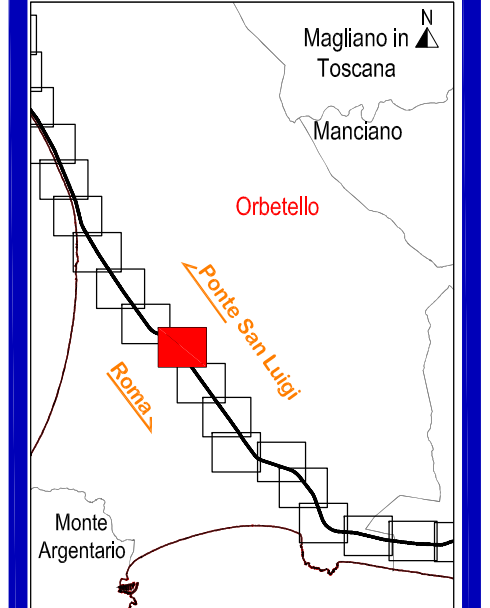 N
Magliano in
Toscana
Manciano
Orbetello
Ponte San Luigi
Roma
Monte
Argentario